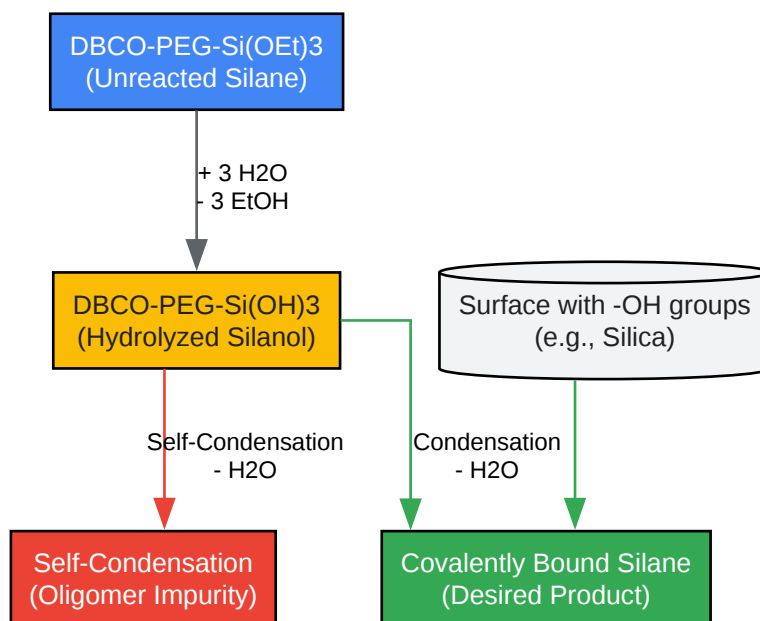 DBCO-PEG-Si(OEt)3
(Unreacted Silane)
+ 3 H2O
- 3 EtOH
DBCO-PEG-Si(OH)3
(Hydrolyzed Silanol)
Surface with -OH groups
(e.g., Silica)
Self-Condensation
- H2O
Condensation
- H2O
Self-Condensation
(Oligomer Impurity)
Covalently Bound Silane
(Desired Product)